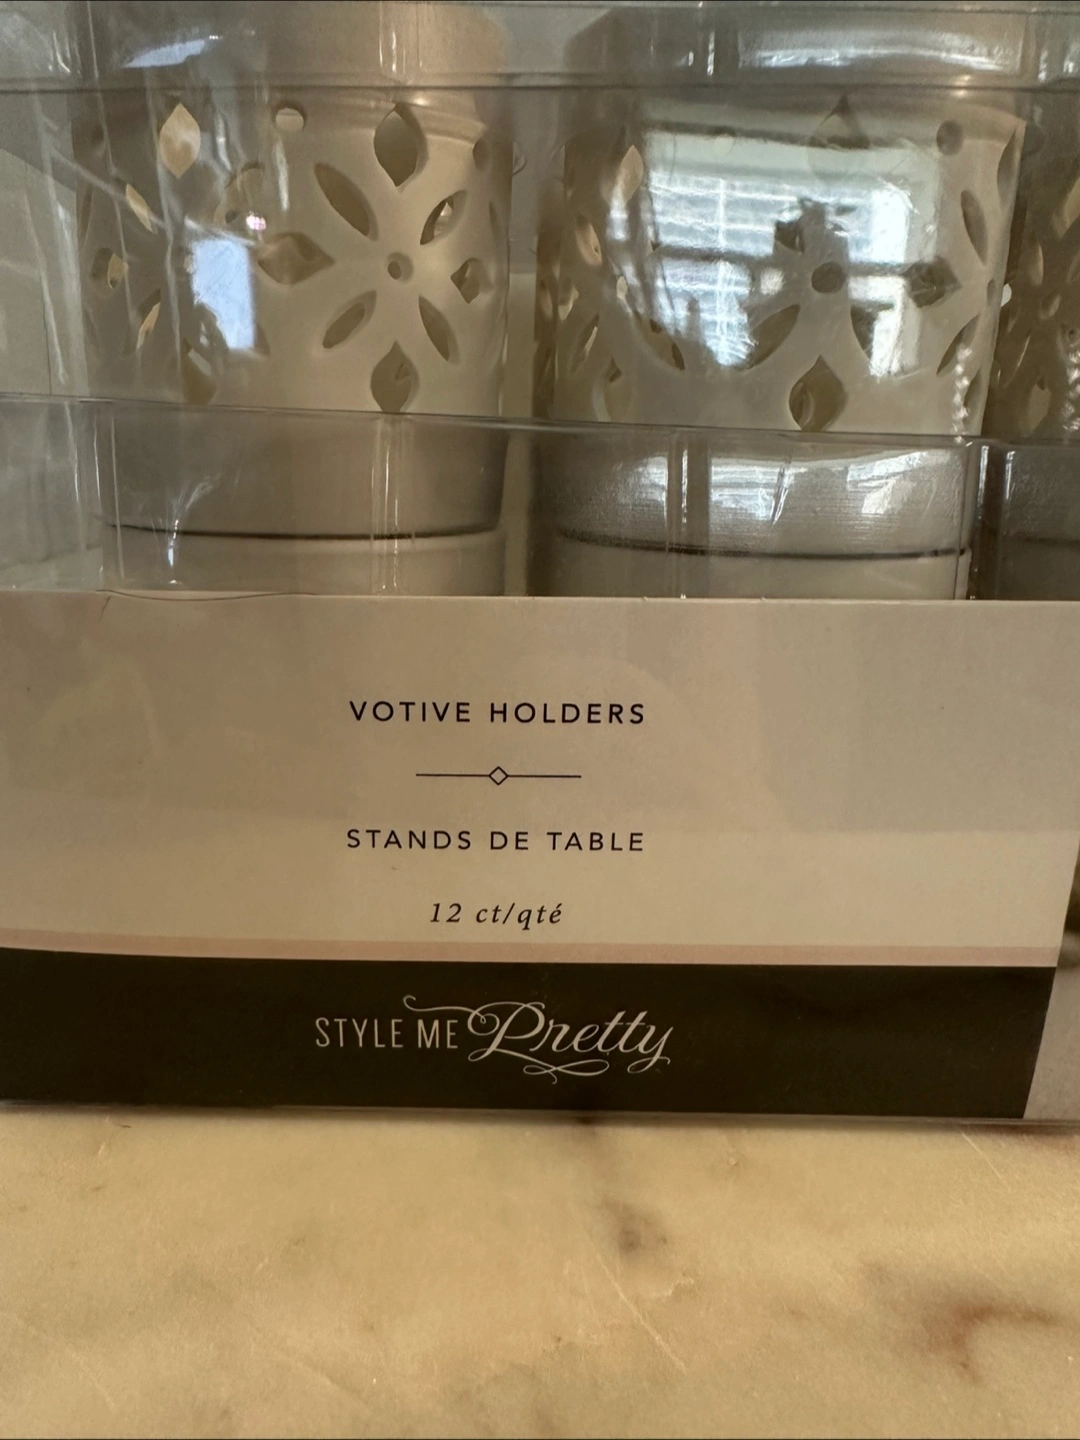 VOTIVE HOLDERS
STANDS DE TABLE
12 ct/qté
STYLE ME Pretty